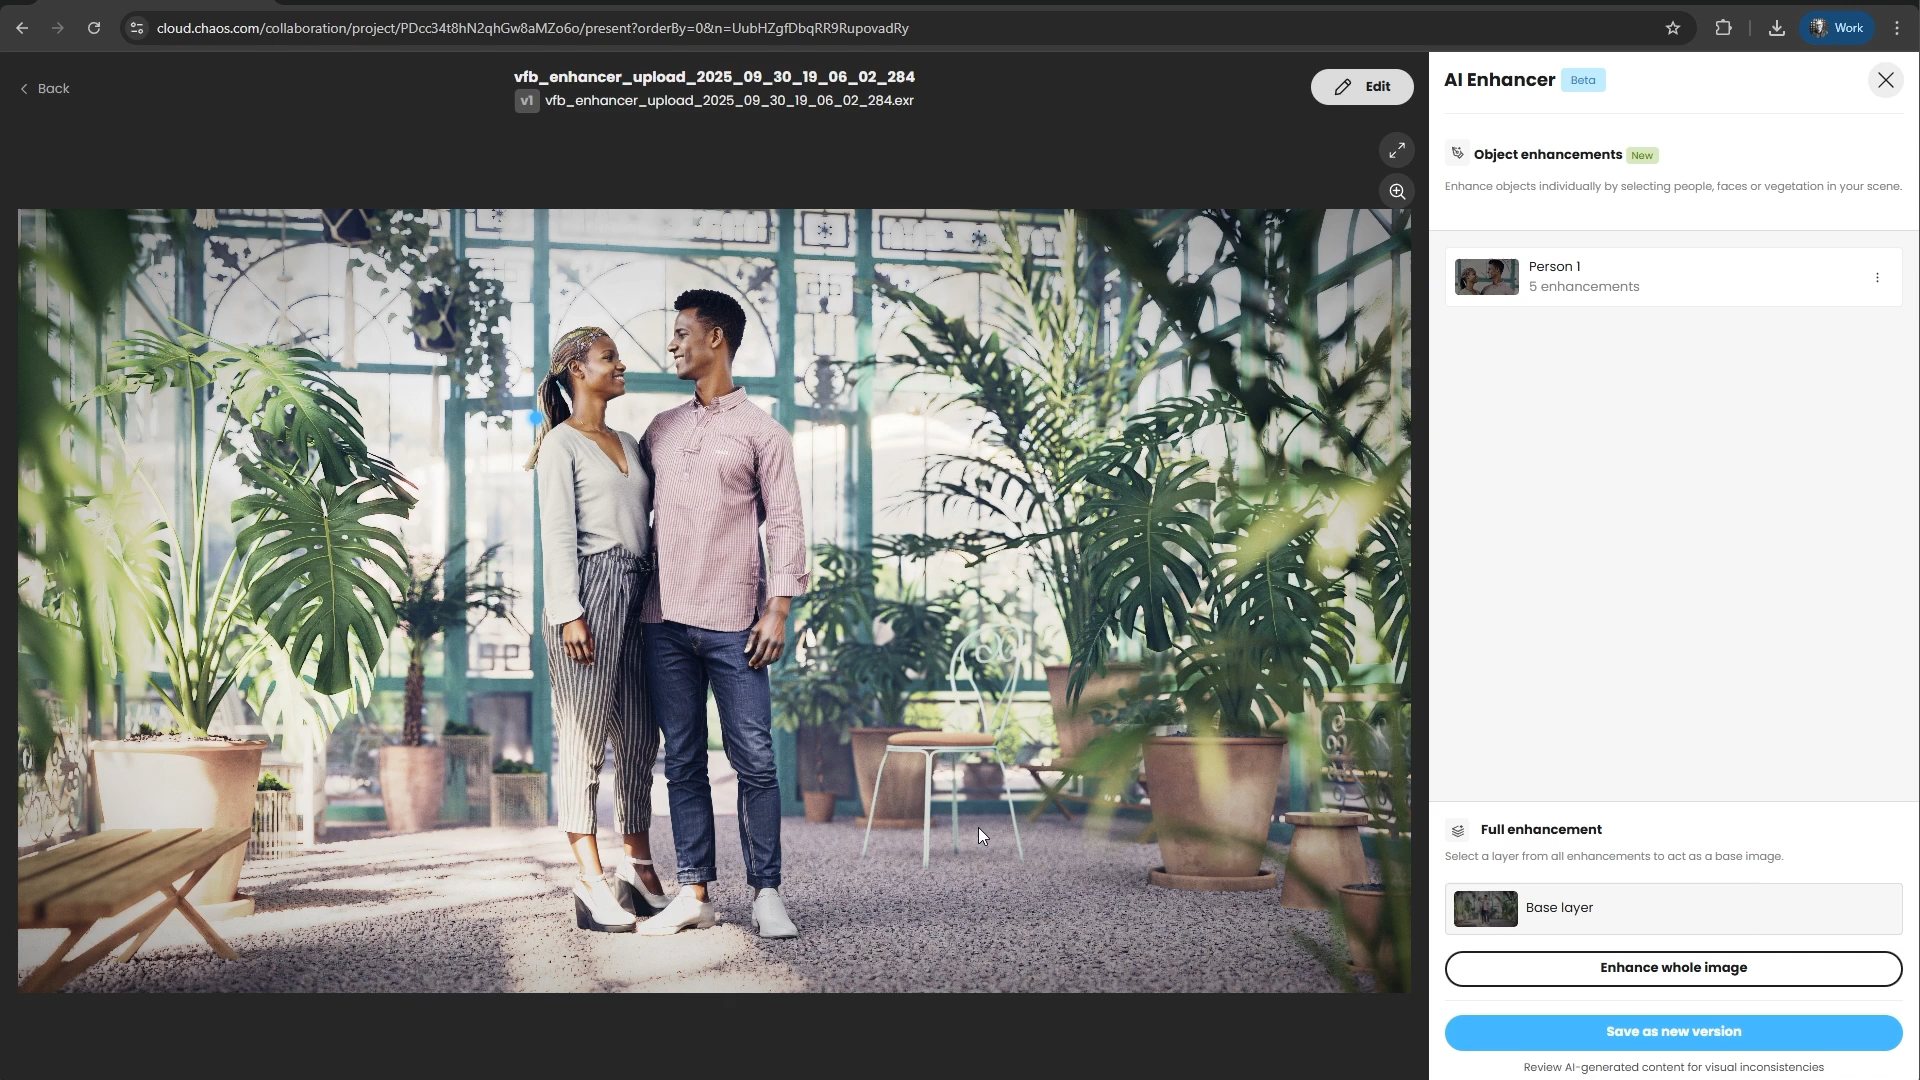 cloud.chaos.com/collaboration/project/PDcc34t8hN2qhGw8aMZo6o/present?orderBy=0&n=UubHZgfDbqRR9RupovadRy
Work
Back
vfb_enhancer_upload_2025_09_30_19_06_02_284
v1 vfb_enhancer_upload_2025_09_30_19_06_02_284.exr
Edit
AI Enhancer Beta
Object enhancements New
Enhance objects individually by selecting people, faces or vegetation in your scene.
Person 1
5 enhancements
Full enhancement
Select a layer from all enhancements to act as a base image.
Base layer
Enhance whole image
Save as new version
Review AI-generated content for visual inconsistencies